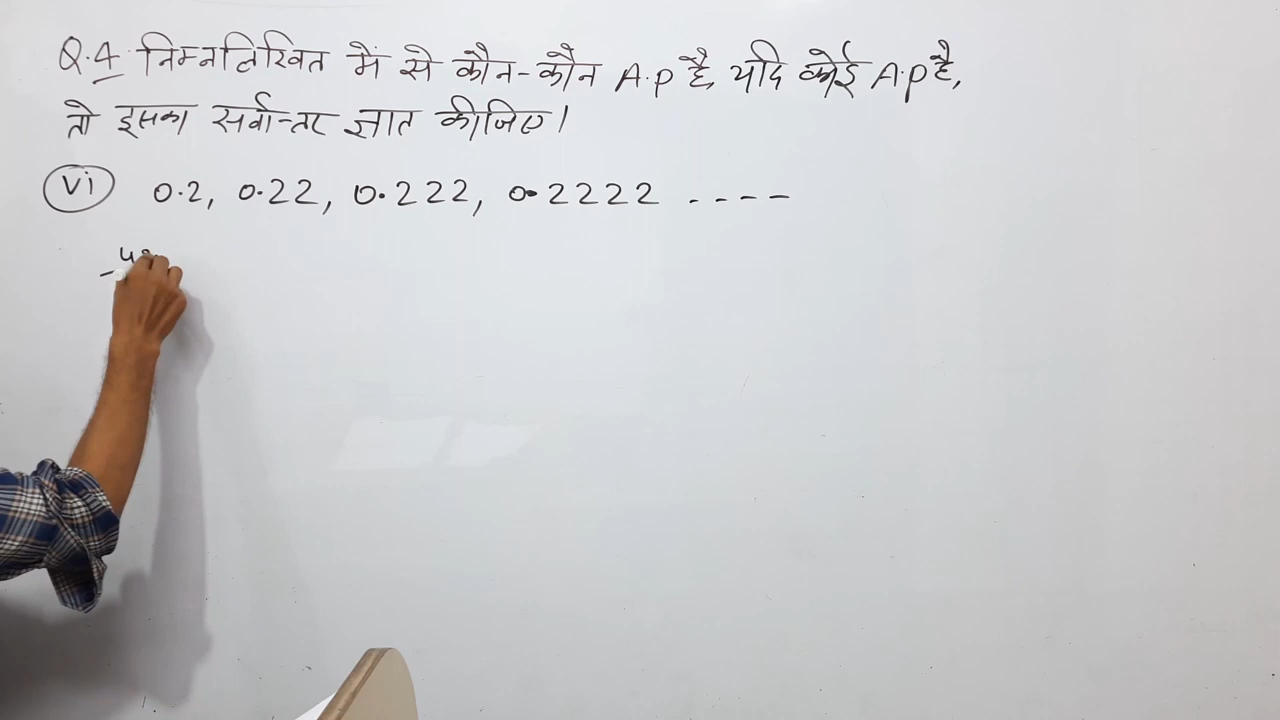 Q.4. निम्नलिखित में से कौन-कौन A.P है, यदि कोई A.P है,
तो इसका सर्वान्तर ज्ञात कीजिए।
vi 0.2, 0.22, 0.222, 0.2222 ----